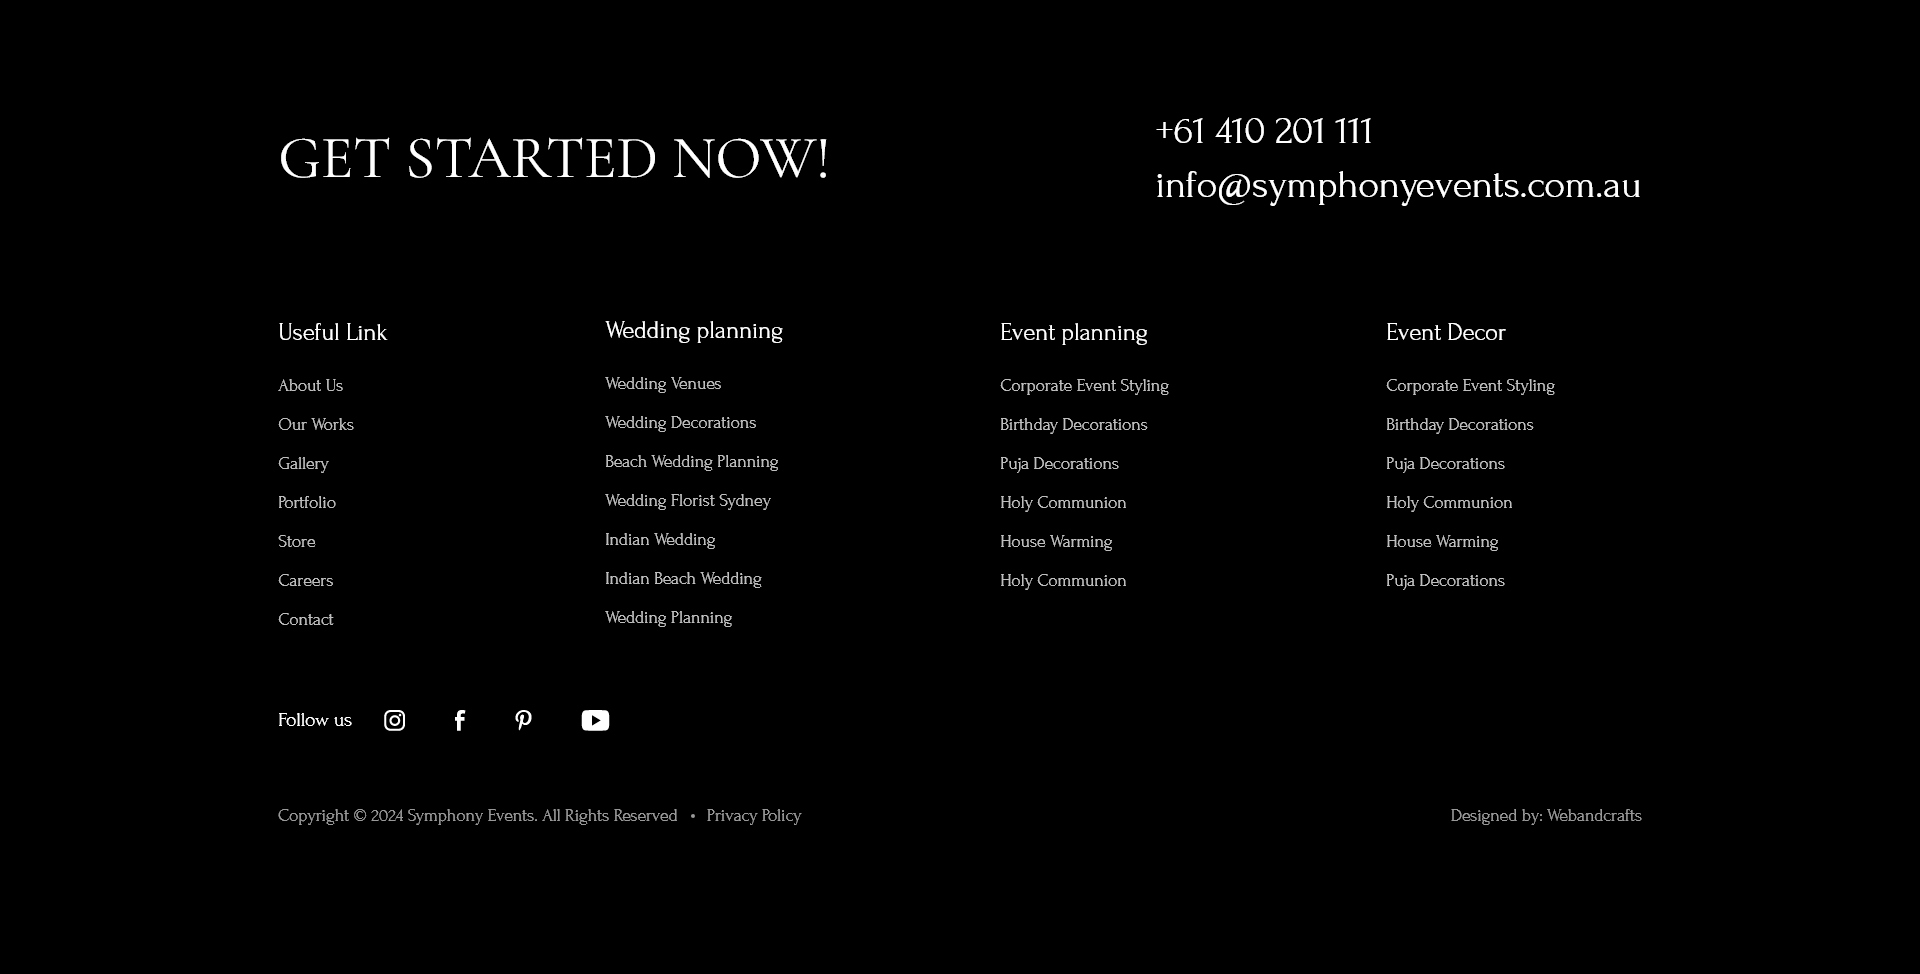 GET STARTED NOW!
+61 410 201 111
info@symphonyevents.com.au
Useful Link
About Us
Our Works
Gallery
Portfolio
Store
Careers
Contact
Wedding planning
Wedding Venues
Wedding Decorations
Beach Wedding Planning
Wedding Florist Sydney
Indian Wedding
Indian Beach Wedding
Wedding Planning
Event planning
Corporate Event Styling
Birthday Decorations
Puja Decorations
Holy Communion
House Warming
Holy Communion
Event Decor
Corporate Event Styling
Birthday Decorations
Puja Decorations
Holy Communion
House Warming
Puja Decorations
Follow us
Copyright © 2024 Symphony Events. All Rights Reserved • Privacy Policy
Designed by: Webandcrafts